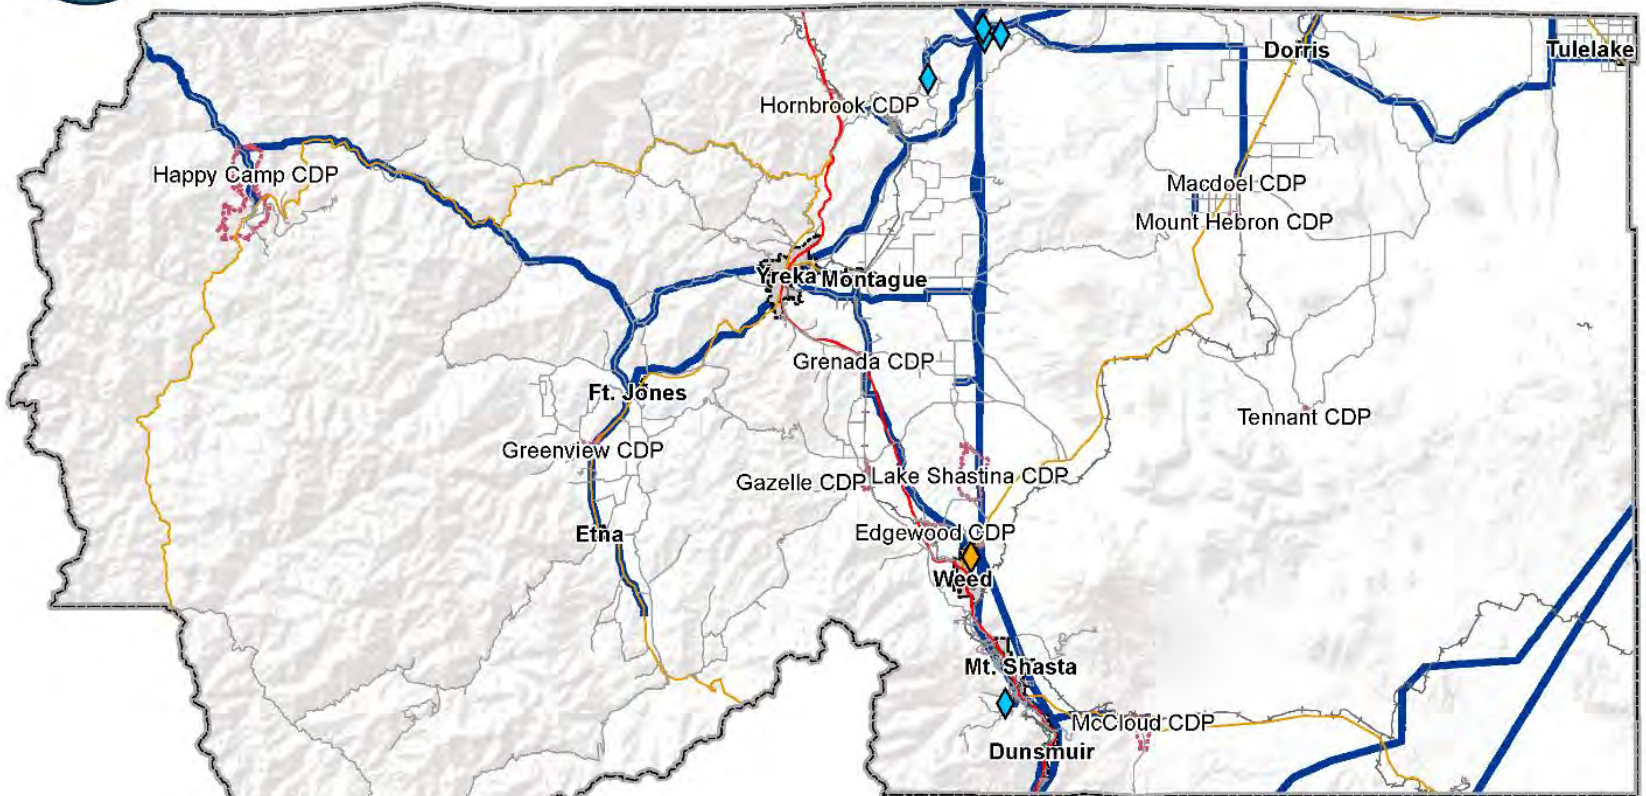 Dorris
Tulelake
Hornbrook CDP
Happy Camp CDP
Macdoel CDP
Mount Hebron CDP
Yreka
Montague
Grenada CDP
Ft. Jones
Tennant CDP
Greenview CDP
Gazelle CDP
Lake Shastina CDP
Etna
Edgewood CDP
Weed
Mt. Shasta
McCloud CDP
Dunsmuir